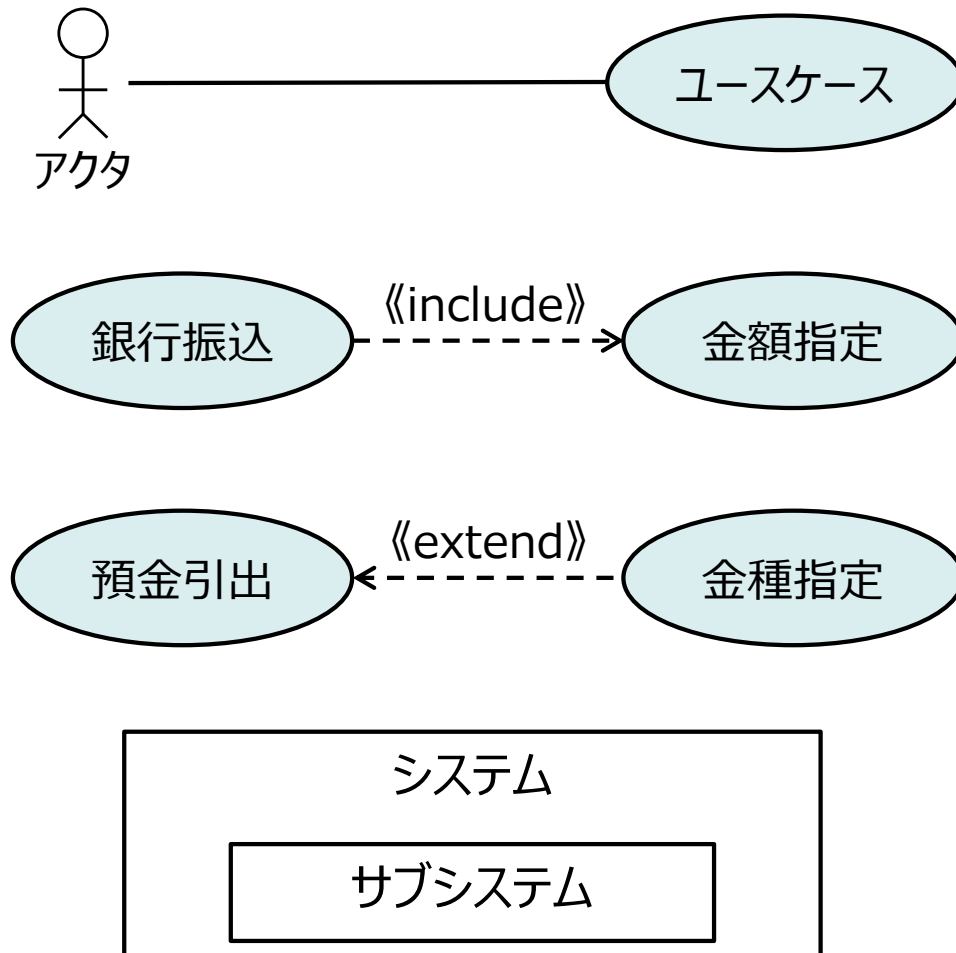 ユースケース
アクタ
銀行振込
《include》
金額指定
預金引出
《extend》
金種指定
システム
サブシステム